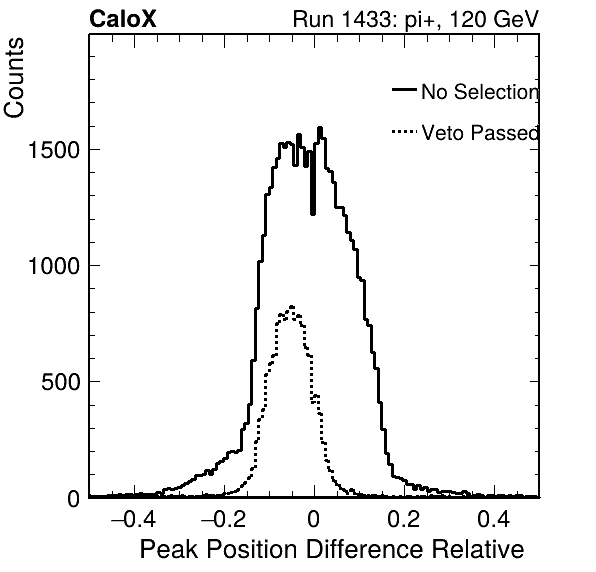 CaloX Run 1433: pi+, 120 GeV
Counts
No Selection
Veto Passed
1500
1000
500
0
−0.4 −0.2 0 0.2 0.4
Peak Position Difference Relative